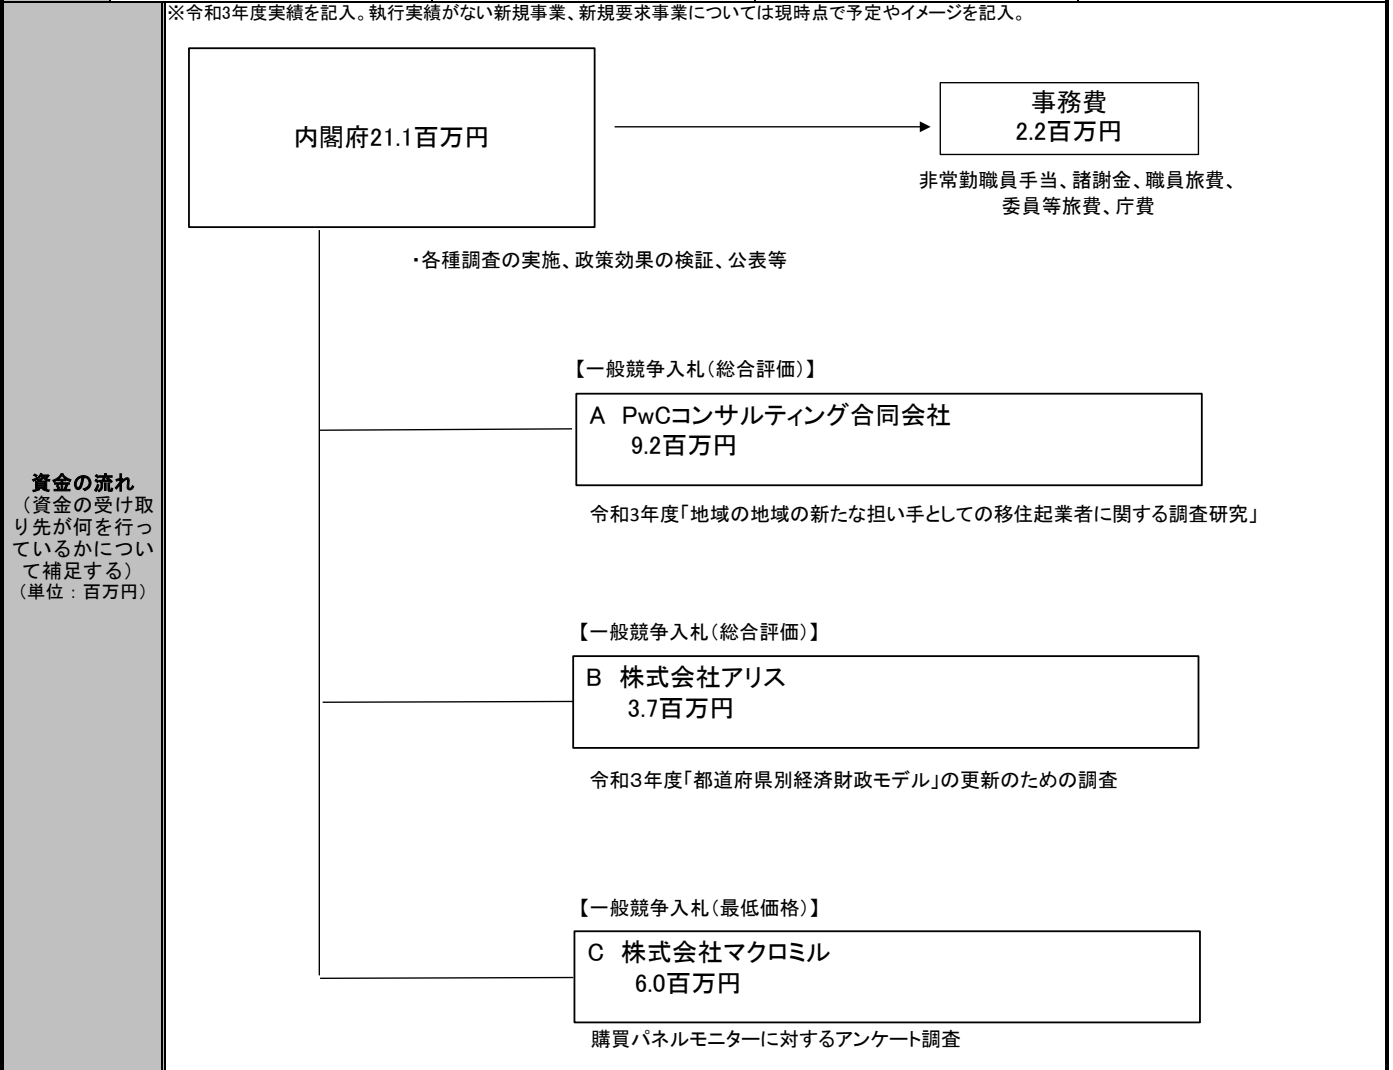 ※令和3年度実績を記入。執行実績がない新規事業、新規要求事業については現時点で予定やイメージを記入。
資金の流れ
（資金の受け取
り先が何を行っ
ているかについ
て補足する）
（単位：百万円）
内閣府21.1百万円
事務費
2.2百万円
非常勤職員手当、諸謝金、職員旅費、
委員等旅費、庁費
・各種調査の実施、政策効果の検証、公表等
【一般競争入札（総合評価）】
A　PwCコンサルティング合同会社
9.2百万円
令和3年度「地域の地域の新たな担い手としての移住起業者に関する調査研究」
【一般競争入札（総合評価）】
B　株式会社アリス
3.7百万円
令和３年度「都道府県別経済財政モデル」の更新のための調査
【一般競争入札（最低価格）】
C　株式会社マクロミル
6.0百万円
購買パネルモニターに対するアンケート調査